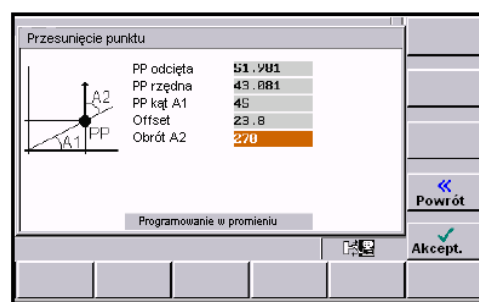 Przesunięcie punktu
PP odcięta 51.981
PP rzędna 43.081
PP kąt A1 45
Offset 23.8
Obrót A2 270
A2
A1 PP
Programowanie w promieniu
« Powrót
Akcept.